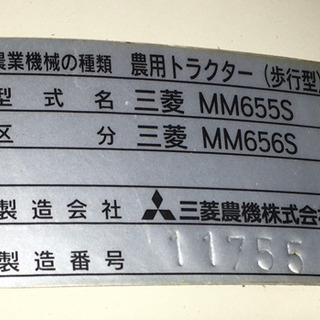 農業機械の種類 農用トラクター(歩行型)
型式名 三菱 MM655S
区分 三菱 MM656S
製造会社 三菱農機株式会
製造番号 11755